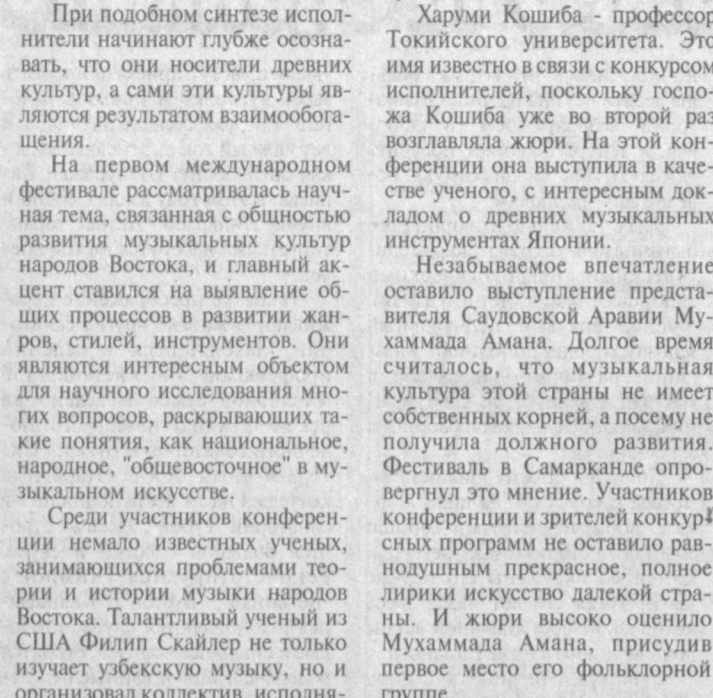 При подобном синтезе испол-
нители начинают глубже осозна-
вать, что они носители древних
культур, а сами эти культуры яв-
ляются результатом взаимообога-
щения.
На первом международном
фестивале рассматривалась науч-
ная тема, связанная с общностью
развития музыкальных культур
народов Востока, и главный ак-
цент ставился на выявление об-
щих процессов в развитии жан-
ров, стилей, инструментов. Они
являются интересным объектом
для научного исследования мно-
гих вопросов, раскрывающих та-
кие понятия, как национальное,
народное, "общевосточное" в му-
зыкальном искусстве.
Среди участников конферен-
ции немало известных ученых,
занимающихся проблемами тео-
рии и истории музыки народов
Востока. Талантливый ученый из
США Филип Скайлер не только
изучает узбекскую музыку, но и
организовал коллектив, исполня-
Харуми Кошиба - профессор
Токийского университета. Это
имя известно в связи с конкурсом
исполнителей, поскольку госпо-
жа Кошиба уже во второй раз
возглавляла жюри. На этой кон-
ференции она выступила в каче-
стве ученого, с интересным док-
ладом о древних музыкальных
инструментах Японии.
Незабываемое впечатление
оставило выступление предста-
вителя Саудовской Аравии Му-
хаммада Амана. Долгое время
считалось, что музыкальная
культура этой страны не имеет
собственных корней, а посему не
получила должного развития.
Фестиваль в Самарканде опро-
вергнул это мнение. Участников
конференции и зрителей конкур-
сных программ не оставило рав-
нодушным прекрасное, полное
лирики искусство далекой стра-
ны. И жюри высоко оценило
Мухаммада Амана, присудив
первое место его фольклорной
группе.